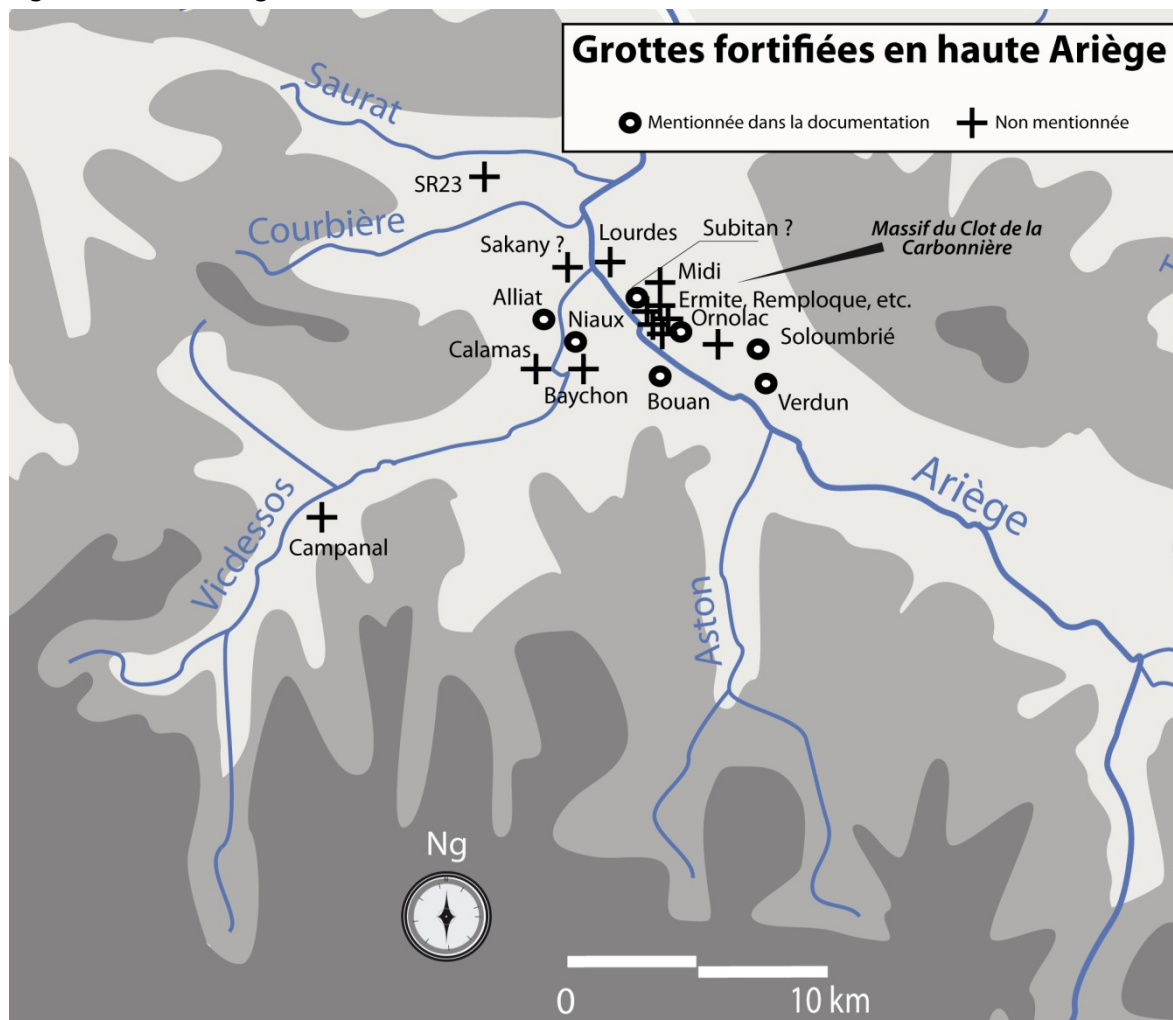 Grottes fortifiées en haute Ariège
Mentionnée dans la documentation
Non mentionnée
Saurat
SR23
Courbière
Sakany ?
Lourdes
Subitan ?
Massif du Clot de la
Carbonnière
Midi
Alliat
Niaux
Ermite, Remploque, etc.
Ornolac
Soloumbrié
Calamas
Baychon
Bouan
Verdun
Ariège
Vicdessos
Campanal
Aston
Ng
0
10 km